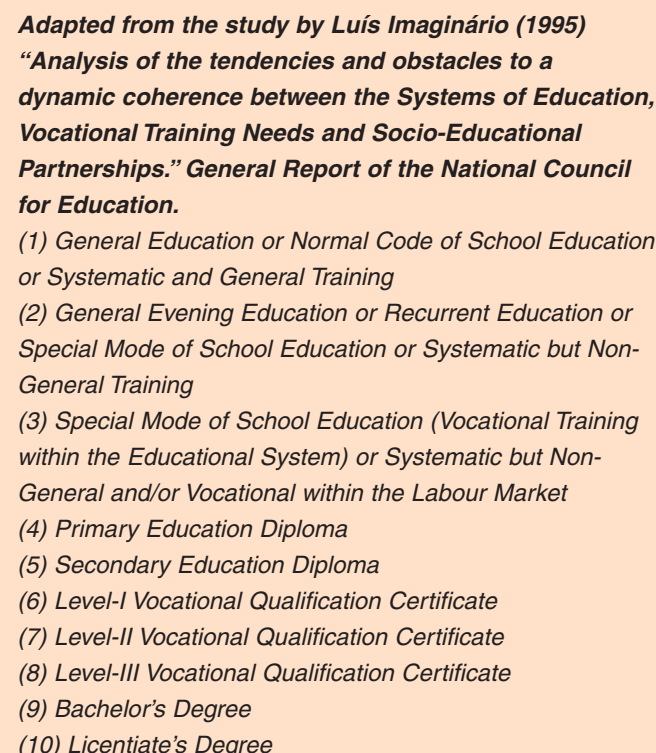 Adapted from the study by Luís Imaginário (1995)
“Analysis of the tendencies and obstacles to a
dynamic coherence between the Systems of Education,
Vocational Training Needs and Socio-Educational
Partnerships.” General Report of the National Council
for Education.
(1) General Education or Normal Code of School Education
or Systematic and General Training
(2) General Evening Education or Recurrent Education or
Special Mode of School Education or Systematic but Non-
General Training
(3) Special Mode of School Education (Vocational Training
within the Educational System) or Systematic but Non-
General and/or Vocational within the Labour Market
(4) Primary Education Diploma
(5) Secondary Education Diploma
(6) Level-I Vocational Qualification Certificate
(7) Level-II Vocational Qualification Certificate
(8) Level-III Vocational Qualification Certificate
(9) Bachelor’s Degree
(10) Licentiate’s Degree